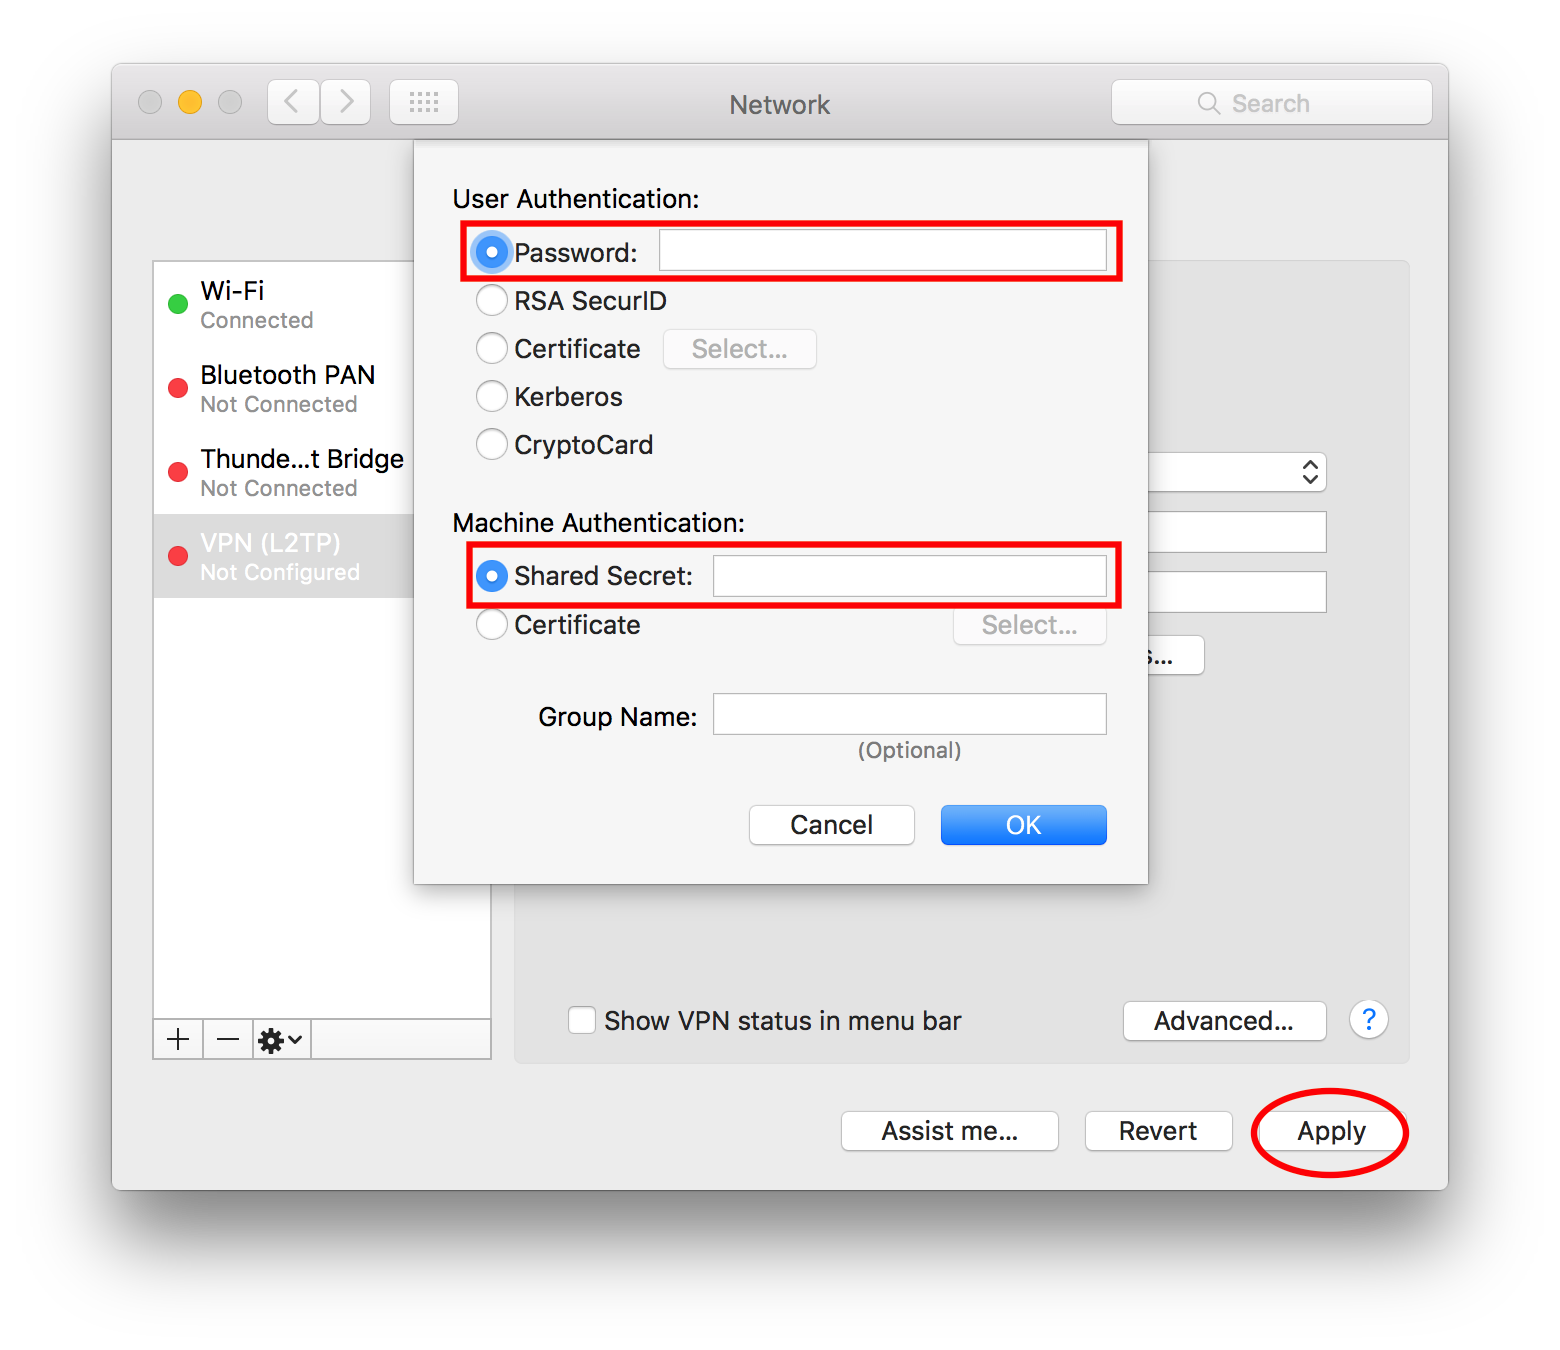 Network
Search
User Authentication:
Password:
RSA SecurID
Certificate
Select...
Kerberos
CryptoCard
Machine Authentication:
Shared Secret:
Certificate
Select...
Group Name:
(Optional)
Cancel
OK
Wi-Fi
Connected
Bluetooth PAN
Not Connected
Thunde...t Bridge
Not Connected
VPN (L2TP)
Not Configured
s...
Show VPN status in menu bar
Advanced...
?
Assist me...
Revert
Apply